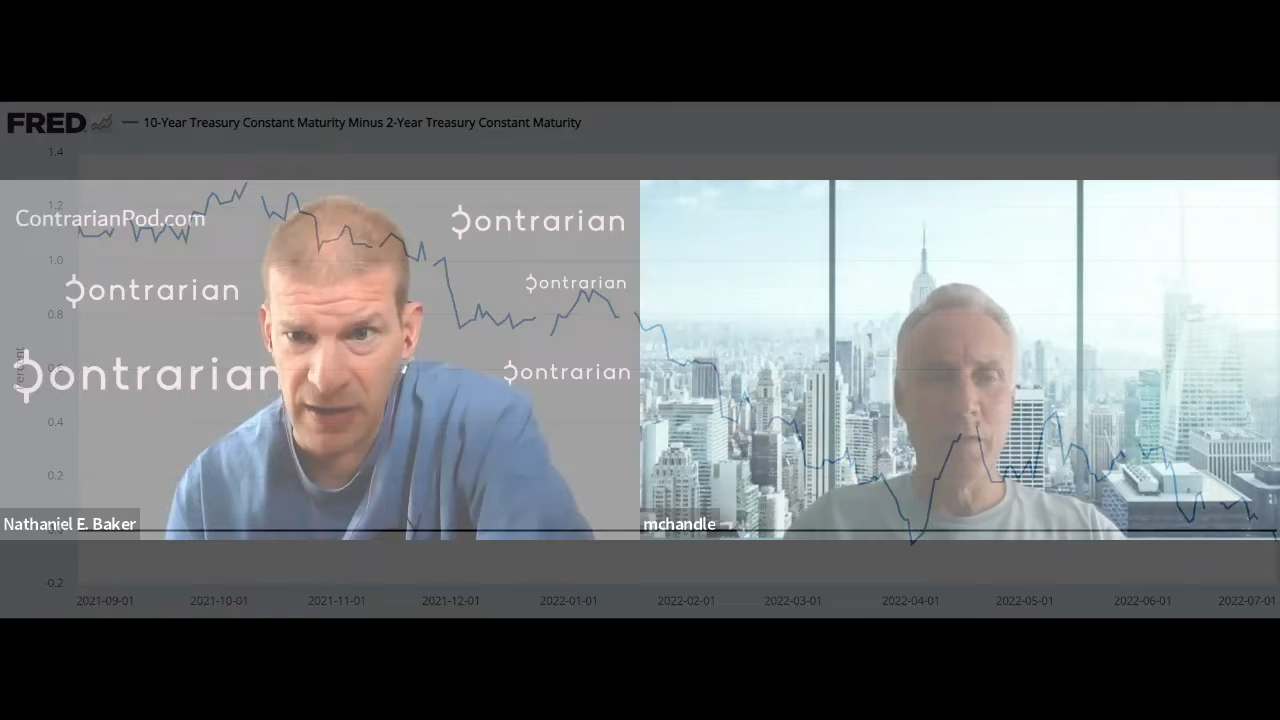 FRED
10-Year Treasury Constant Maturity Minus 2-Year Treasury Constant Maturity
1.4
1.2
ContrarianPod.com
Contrarian
1.0
Contrarian
Contrarian
0.8
Percent
Contrarian
Contrarian
0.4
0.2
Nathaniel E. Baker
mchandle
0.0
-0.2
2021-09-01 2021-10-01 2021-11-01 2021-12-01 2022-01-01 2022-02-01 2022-03-01 2022-04-01 2022-05-01 2022-06-01 2022-07-01